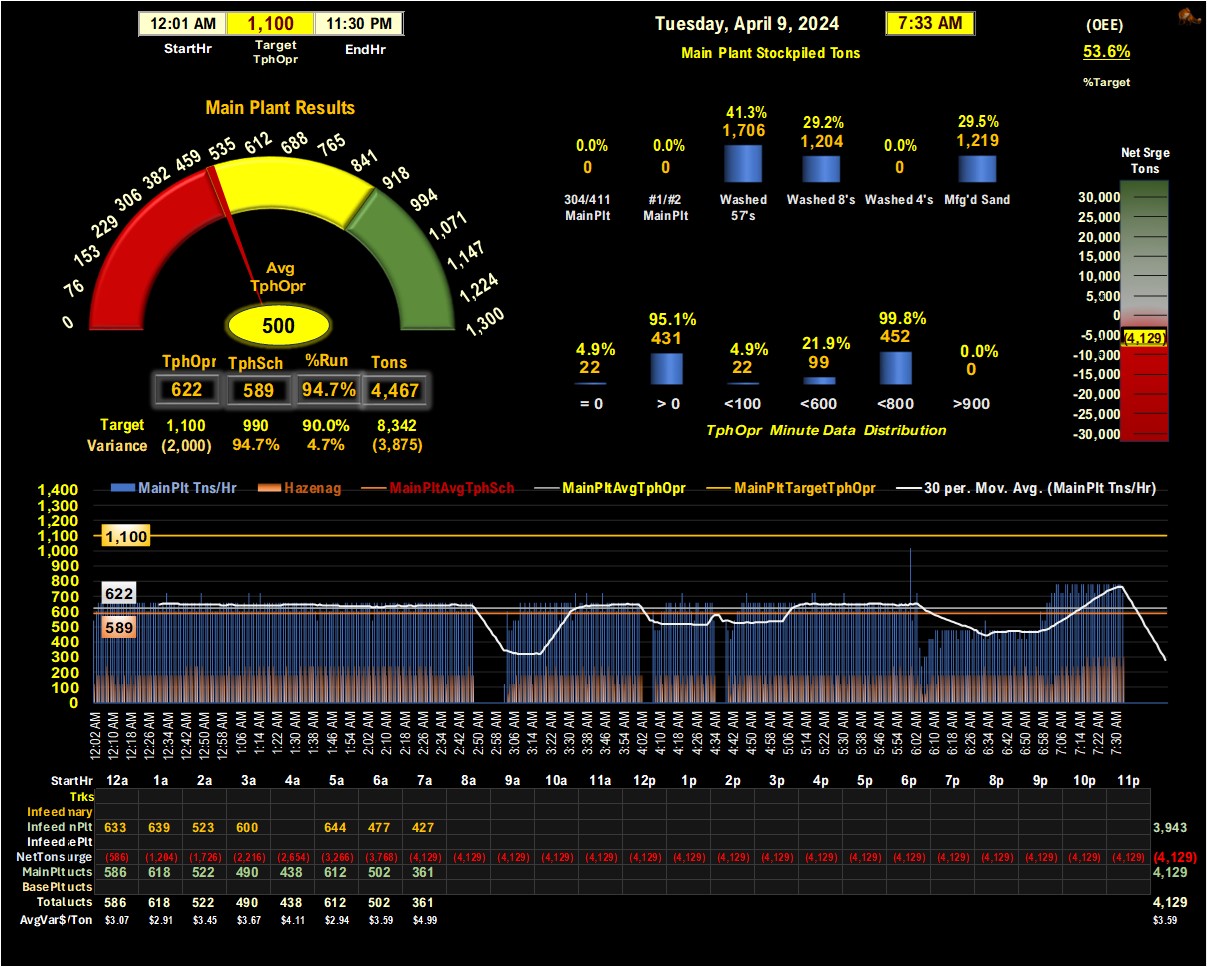 12:01 AM 1,100 11:30 PM
StartHr Target TphOpr EndHr
Tuesday, April 9, 2024 7:33 AM
Main Plant Stockpiled Tons
(OEE)
53.6%
%Target
Main Plant Results
0 76 153 229 306 382 459 535 612 688 765 841 918 994 1,071 1,147 1,224 1,300
Avg
TphOpr
500
TphOpr TphSch %Run Tons
622 589 94.7% 4,467
Target 1,100 990 90.0% 8,342
Variance (2,000) 94.7% 4.7% (3,875)
0.0% 0.0% 41.3% 29.2% 0.0% 29.5%
0 0 1,706 1,204 0 1,219
304/411 #1/#2 Washed Washed 8's Washed 4's Mfg'd Sand
MainPlt MainPlt 57's
4.9% 95.1% 4.9% 21.9% 99.8% 0.0%
22 431 22 99 452 0
= 0 > 0 <100 <600 <800 >900
TphOpr Minute Data Distribution
Net Srge
Tons
30,000
25,000
20,000
15,000
10,000
5,000
0
-5,000
(4,129)
-10,000
-15,000
-20,000
-25,000
-30,000
MainPlt Tns/Hr Hazenag MainPltAvgTphSch MainPltAvgTphOpr MainPltTargetTphOpr 30 per. Mov. Avg. (MainPlt Tns/Hr)
1,400
1,300
1,200
1,100
1,000
900
800
700
600
500
400
300
200
100
0
1,100
622
589
12:02 AM 12:10 AM 12:18 AM 12:26 AM 12:34 AM 12:42 AM 12:50 AM 12:58 AM 1:06 AM 1:14 AM 1:22 AM 1:30 AM 1:38 AM 1:46 AM 1:54 AM 2:02 AM 2:10 AM 2:18 AM 2:26 AM 2:34 AM 2:42 AM 2:50 AM 2:58 AM 3:06 AM 3:14 AM 3:22 AM 3:30 AM 3:38 AM 3:46 AM 3:54 AM 4:02 AM 4:10 AM 4:18 AM 4:26 AM 4:34 AM 4:42 AM 4:50 AM 4:58 AM 5:06 AM 5:14 AM 5:22 AM 5:30 AM 5:38 AM 5:46 AM 5:54 AM 6:02 AM 6:10 AM 6:18 AM 6:26 AM 6:34 AM 6:42 AM 6:50 AM 6:58 AM 7:06 AM 7:14 AM 7:22 AM 7:30 AM
StartHr 12a 1a 2a 3a 4a 5a 6a 7a 8a 9a 10a 11a 12p 1p 2p 3p 4p 5p 6p 7p 8p 9p 10p 11p
Trks
Infeed nary
Infeed nPlt 633 639 523 600 644 477 427 3,943
Infeed ePlt
NetTons urge (586) (1,204) (1,726) (2,216) (2,654) (3,266) (3,768) (4,129) (4,129) (4,129) (4,129) (4,129) (4,129) (4,129) (4,129) (4,129) (4,129) (4,129) (4,129) (4,129) (4,129) (4,129) (4,129) (4,129) (4,129)
MainPlt ucts 586 618 522 490 438 612 502 361 4,129
BasePlt ucts
Total ucts 586 618 522 490 438 612 502 361 4,129
AvgVar$/Ton $3.07 $2.91 $3.45 $3.67 $4.11 $2.94 $3.59 $4.99 $3.59